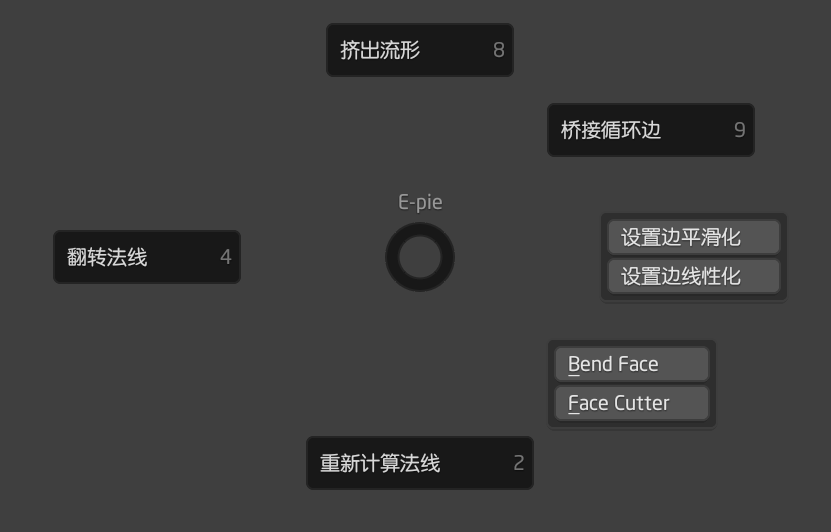 挤出流形 8
桥接循环边 9
E-pie
翻转法线 4
设置边平滑化
设置边线性化
Bend Face
Face Cutter
重新计算法线 2